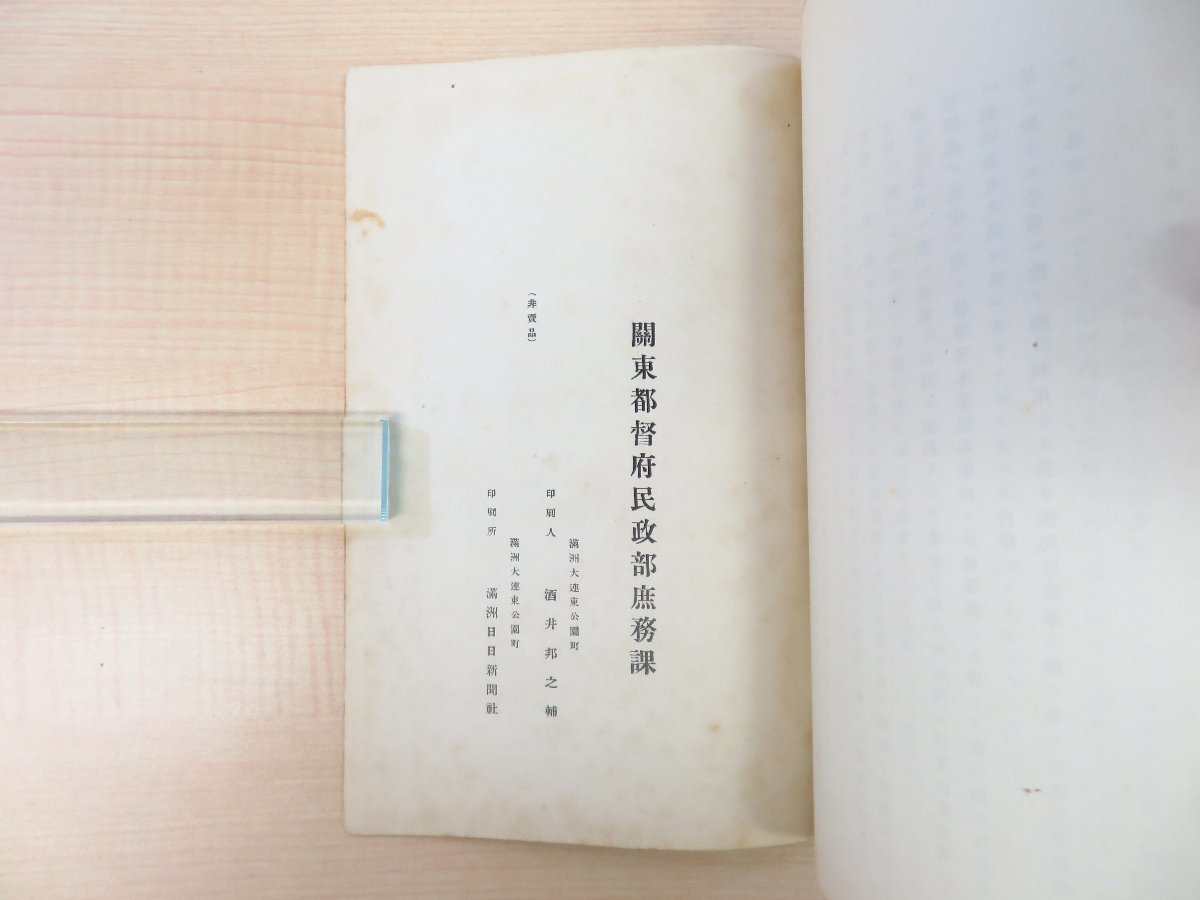 關東都督府民政部庶務課
滿洲大連東公園町
印刷人 酒井邦之輔
(非賣品)
滿洲大連東公園町
印刷所 滿洲日日新聞社